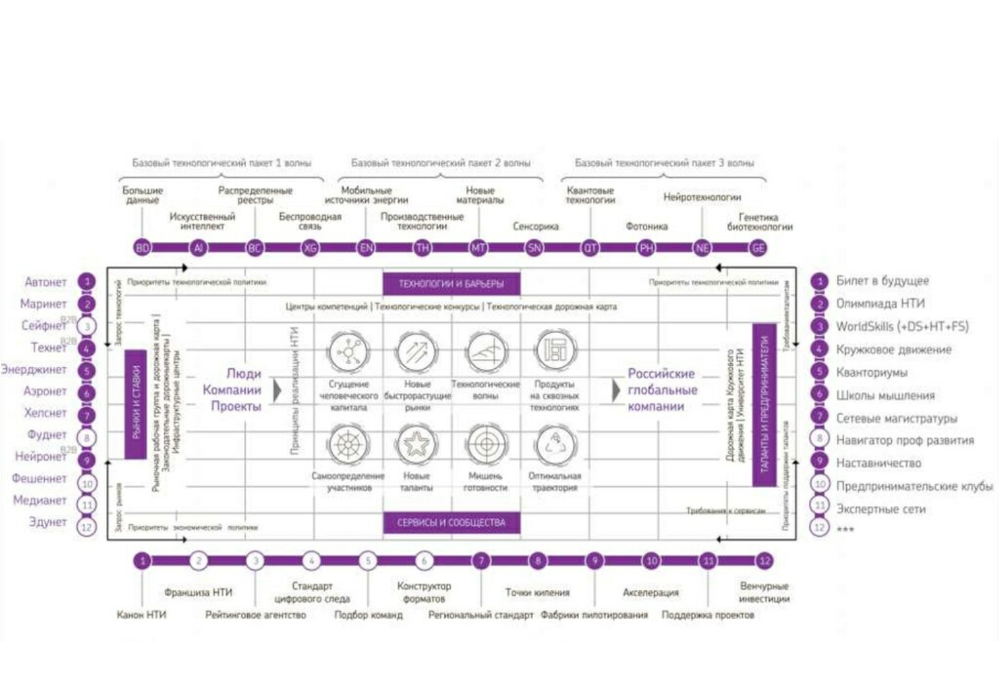 Базовый технологический пакет 1 волны
Базовый технологический пакет 2 волны
Базовый технологический пакет 3 волны
Большие
данные
Искусственный
интеллект
Распределенные
реестры
Беспроводная
связь
Мобильные
источники энергии
Производственные
технологии
Новые
материалы
Сенсорика
Квантовые
технологии
Фотоника
Нейротехнологии
Генетика
биотехнологии
BD AI BC XG EN TH MT SN QT PH NE GE
Автонет 1
Маринет 2
Сейфнет B2B 3
Технет B2B 4
Энерджинет 5
Аэронет 6
Хелснет 7
Фуднет 8
Нейронет B2B 9
Фешеннет 10
Медианет 11
Эдунет 12
Запрос технологий
Приоритеты технологической политики
ТЕХНОЛОГИИ И БАРЬЕРЫ
Приоритеты технологической политики
Центры компетенций | Технологические конкурсы | Технологическая дорожная карта
РЫНКИ И СТАВКИ
Рыночная рабочая группа и дорожная карта |
Законодательные дорожныекарты |
Инфраструктурные центры
Люди
Компании
Проекты
Принципы реализации НТИ
Сгущение
человеческого
капитала
Новые
быстрорастущие
рынки
Технологические
волны
Продукты
на сквозных
технологиях
Самоопределение
участников
Новые
таланты
Мишень
готовности
Оптимальная
траектория
Российские
глобальные
компании
Дорожная карта Кружкового
движения | Университет НТИ
ТАЛАНТЫ И ПРЕДПРИНИМАТЕЛИ
Приоритеты поддержки талантов
Запрос рынков
Приоритеты экономической политики
СЕРВИСЫ И СООБЩЕСТВА
Требования к сервисам
1 Билет в будущее
2 Олимпиада НТИ
3 WorldSkills (+DS+HT+FS)
4 Кружковое движение
5 Кванториумы
6 Школы мышления
7 Сетевые магистратуры
8 Навигатор проф развития
9 Наставничество
10 Предпринимательские клубы
11 Экспертные сети
12 ***
1 2 3 4 5 6 7 8 9 10 11 12
Канон НТИ
Франшиза НТИ
Рейтинговое агентство
Стандарт
цифрового следа
Подбор команд
Конструктор
форматов
Региональный стандарт
Точки кипения
Фабрики пилотирования
Акселерация
Поддержка проектов
Венчурные
инвестиции